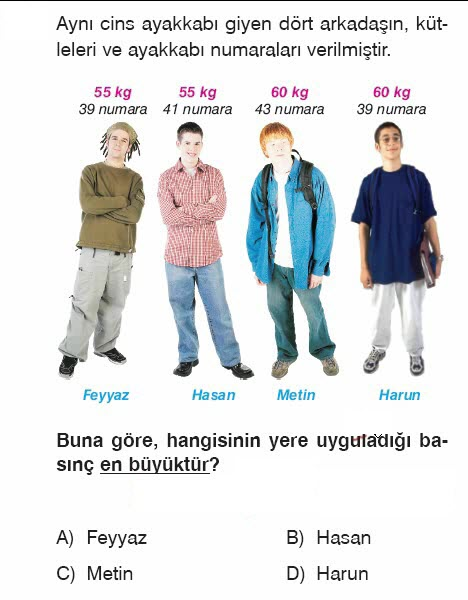 Aynı cins ayakkabı giyen dört arkadaşın, küt-
leleri ve ayakkabı numaraları verilmiştir.
55 kg 55 kg 60 kg 60 kg
39 numara 41 numara 43 numara 39 numara
Feyyaz Hasan Metin Harun
Buna göre, hangisinin yere uyguladığı ba-
sınç en büyüktür?
A) Feyyaz B) Hasan
C) Metin D) Harun